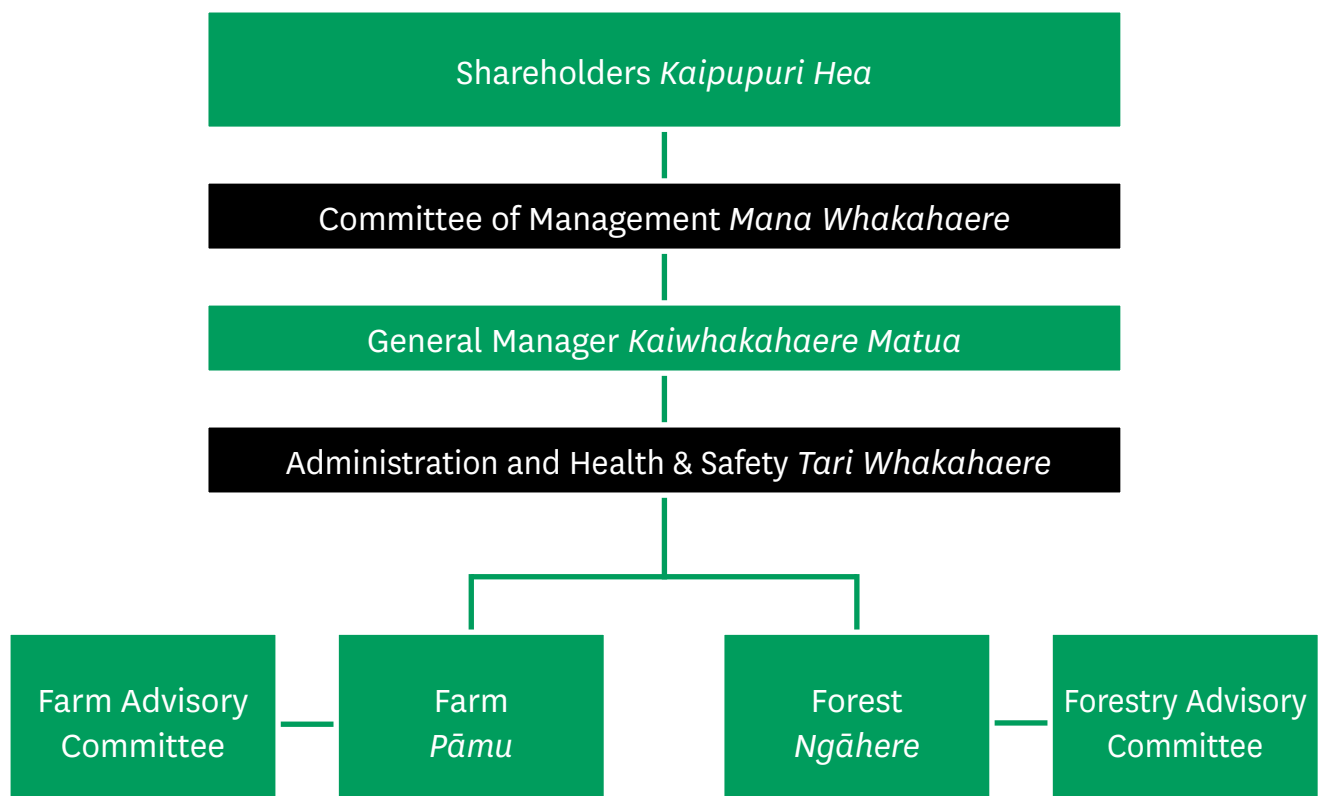 Shareholders Kaipupuri Hea
Committee of Management Mana Whakahaere
General Manager Kaiwhakahaere Matua
Administration and Health & Safety Tari Whakahaere
Farm Advisory
Committee
Farm
Pāmu
Forest
Ngāhere
Forestry Advisory
Committee